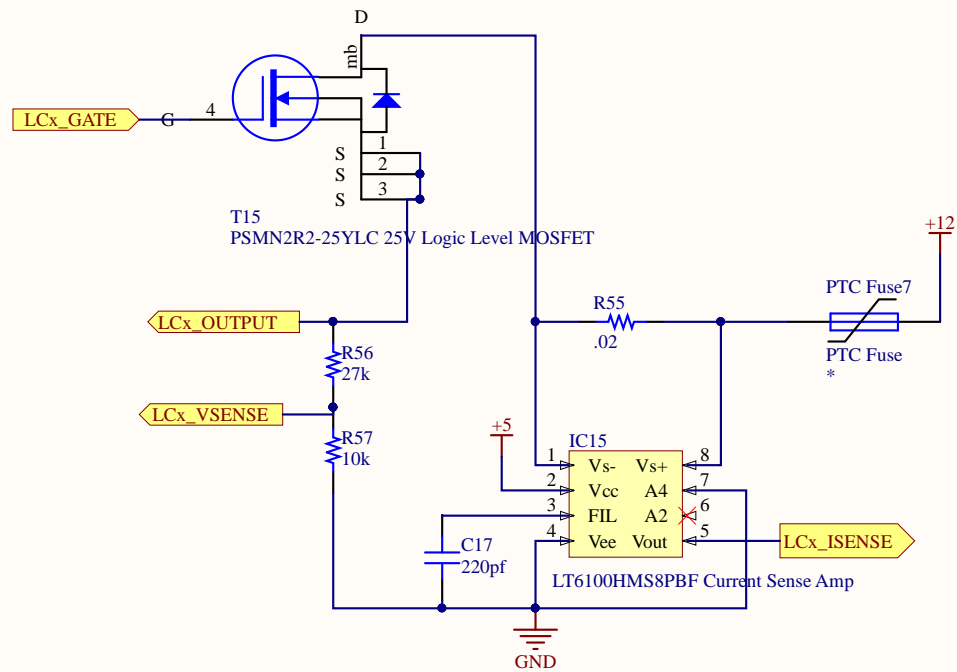 D
mb
LCx_GATE
G
4
1
S
2
S
3
S
T15
PSMN2R2-25YLC 25V Logic Level MOSFET
+12
PTC Fuse7
R55
.02
PTC Fuse
*
LCx_OUTPUT
R56
27k
LCx_VSENSE
R57
10k
+5
IC15
1 Vs- Vs+ 8
2 Vcc A4 7
3 FIL A2 6
4 Vee Vout 5
LCx_ISENSE
C17
220pf
LT6100HMS8PBF Current Sense Amp
GND